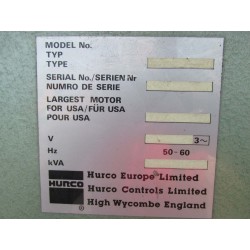 MODEL No.
TYP
TYPE
SERIAL No./SERIEN Nr
NUMRO DE SERIE
LARGEST MOTOR
FOR USA/FÜR USA
POUR USA
V 3~
Hz 50-60
kVA
HURCO
Hurco Europe Limited
Hurco Controls Limited
High Wycombe England